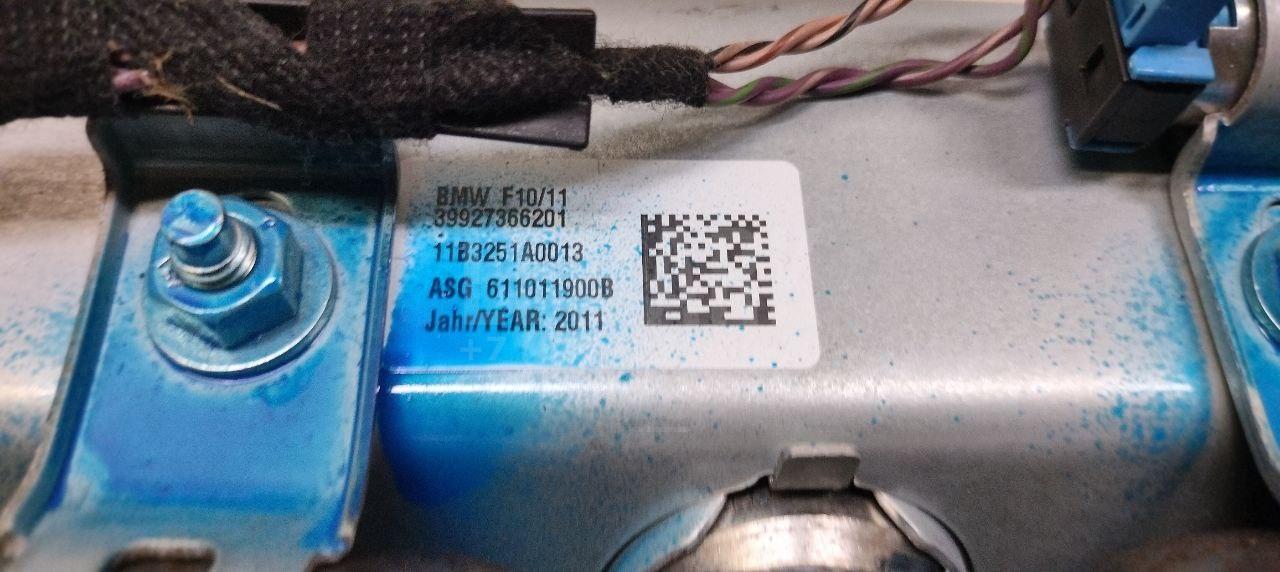 BMW F10/11
39927366201
11B3251A0013
ASG 611011900B
Jahr/YEAR: 2011